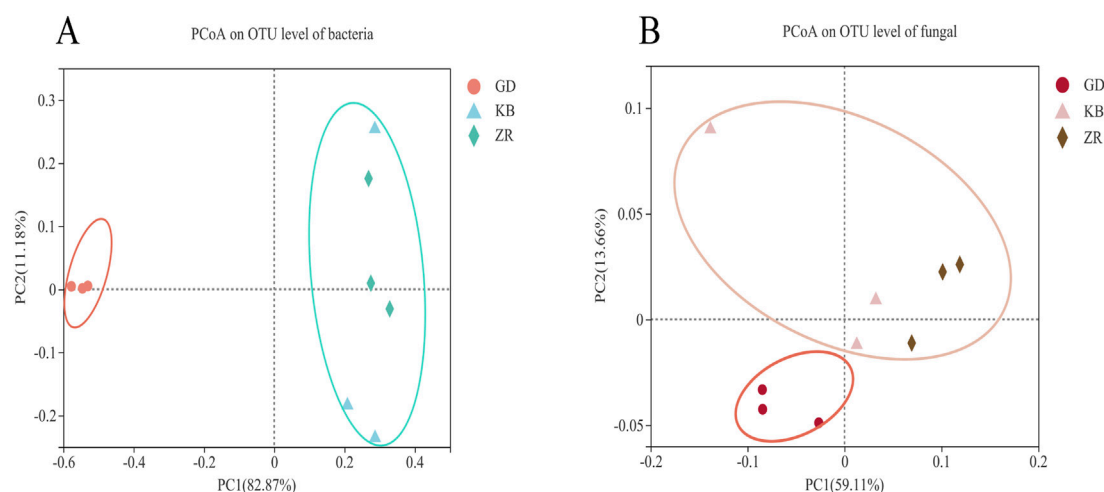 A
PCoA on OTU level of bacteria
0.3
0.2
0.1
0
-0.1
-0.2
-0.6
-0.4
-0.2
0
0.2
0.4
PC2(11.18%)
PC1(82.87%)
GD
KB
ZR
B
PCoA on OTU level of fungal
0.1
0.05
0
-0.05
-0.2
-0.1
0
0.1
0.2
PC2(13.66%)
PC1(59.11%)
GD
KB
ZR